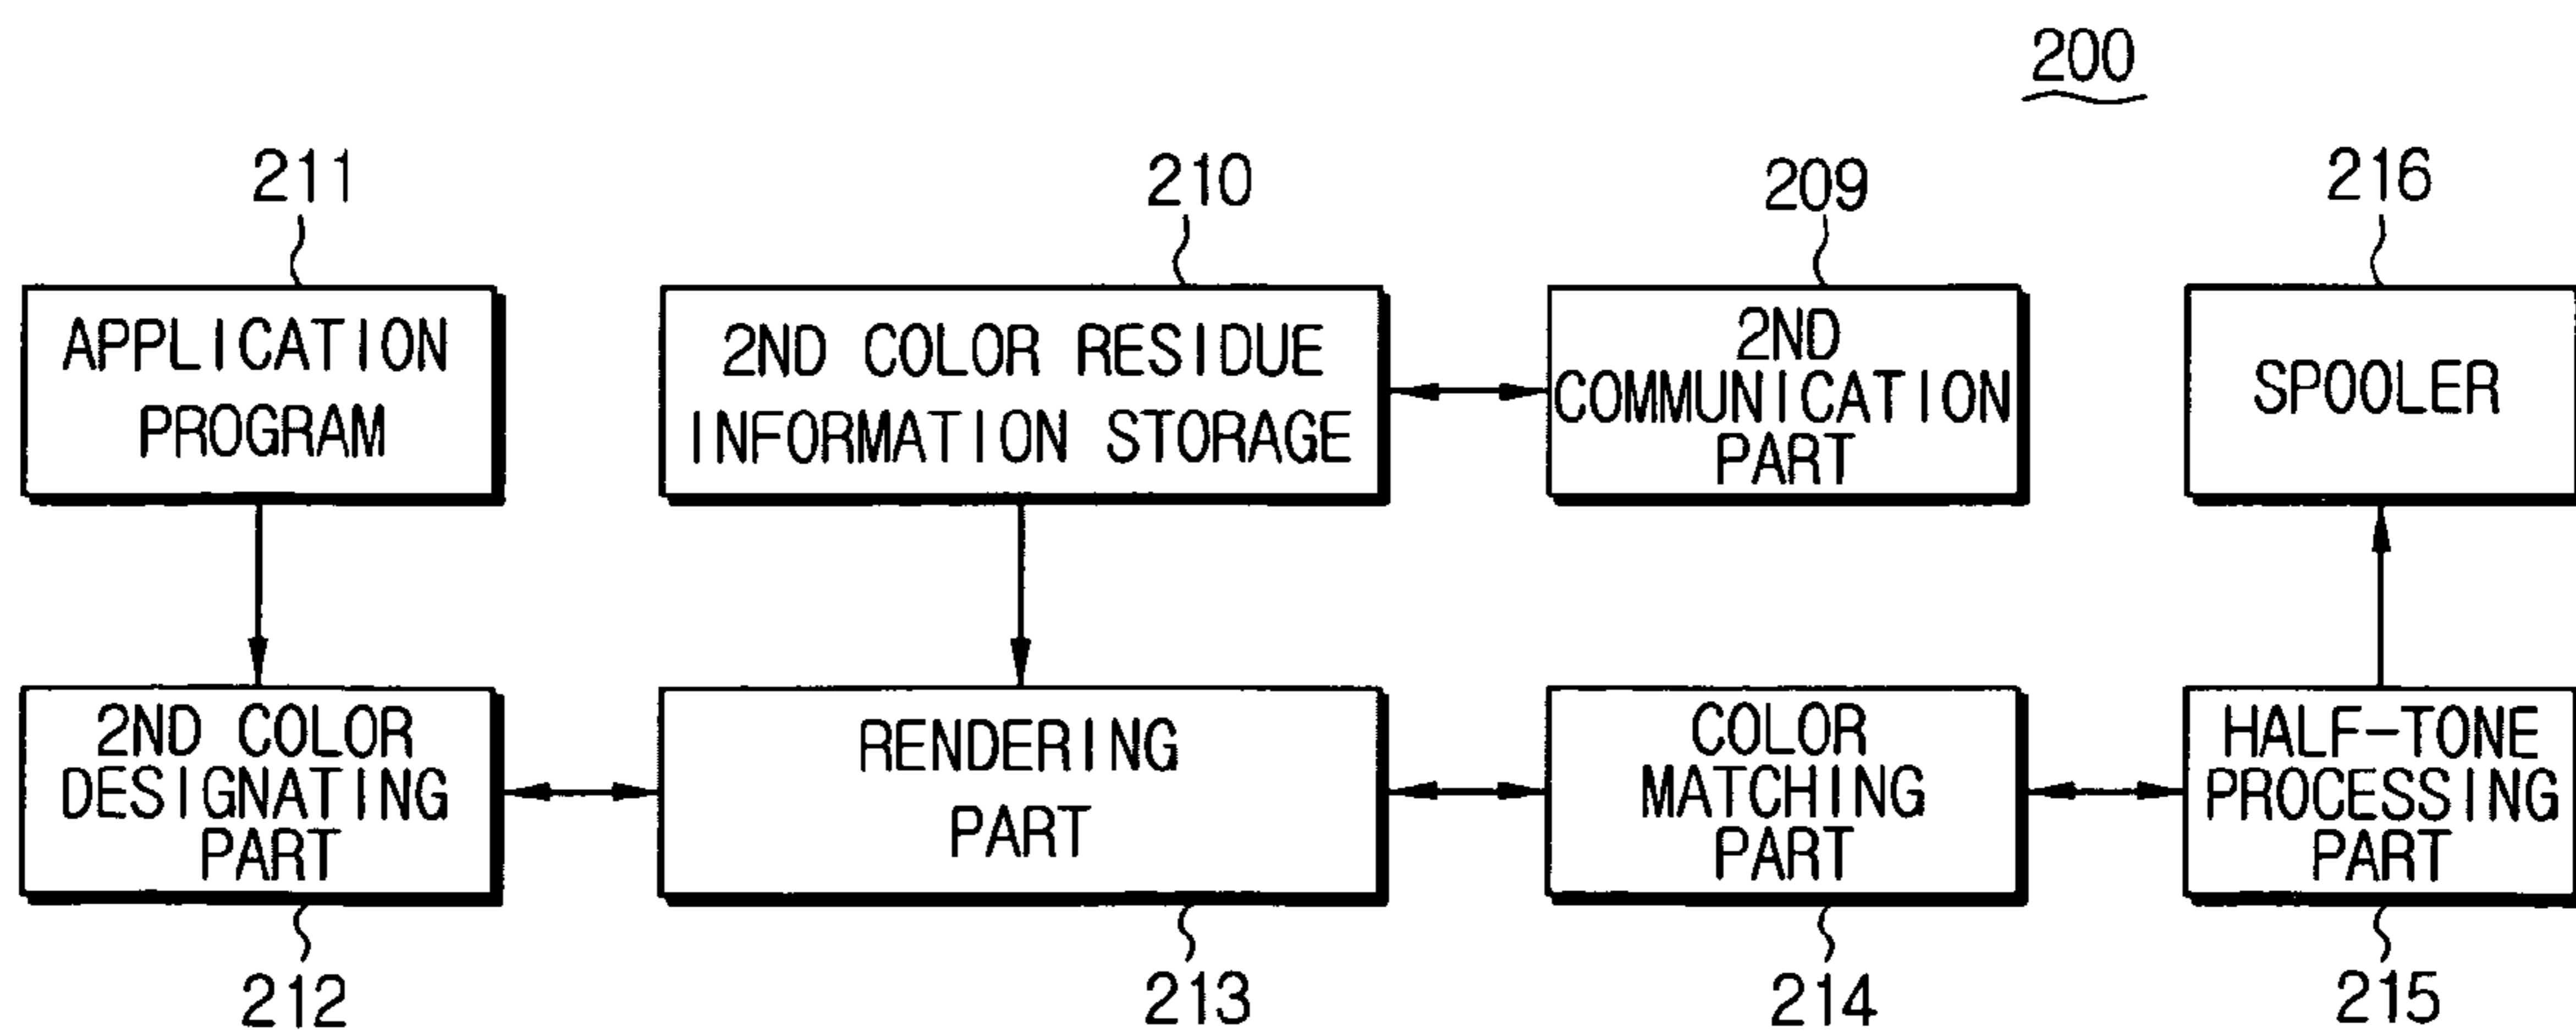 200
211
210
209
216
APPLICATION
PROGRAM
2ND COLOR RESIDUE
INFORMATION STORAGE
2ND
COMMUNICATION
PART
SPOOLER
2ND COLOR
DESIGNATING
PART
RENDERING
PART
COLOR
MATCHING
PART
HALF-TONE
PROCESSING
PART
212
213
214
215